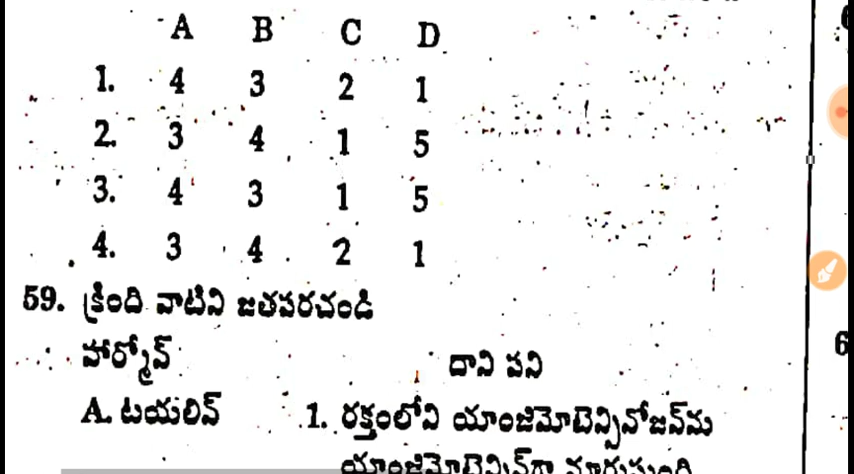 A B C D
1. 4 3 2 1
2. 3 4 1 5
3. 4 3 1 5
4. 3 4 2 1
59. క్రింది వాటిని జతపరచండి
హార్మోన్ దాని పని
A. టయలిన్ 1. రక్తంలోని యాంజిమోటెన్సినోజన్‌ను
యాంజిమోటెన్సిన్‌గా మారుస్తుంది
6